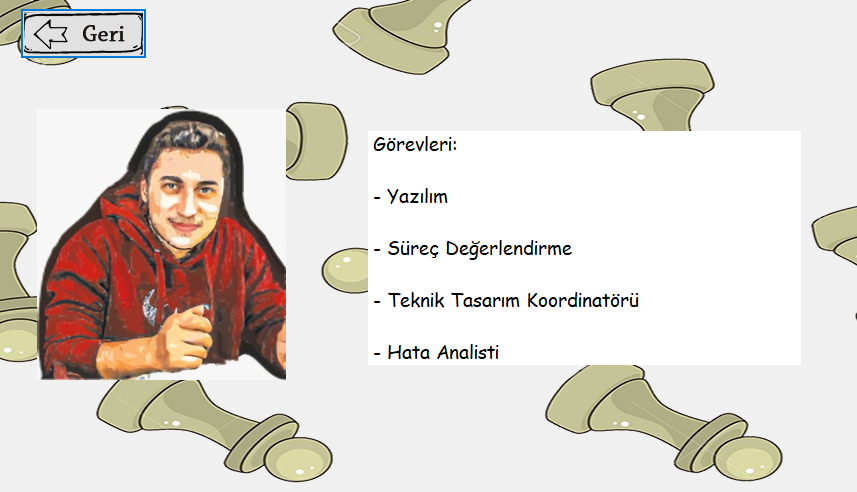 Geri
Görevleri:
- Yazılım
- Süreç Değerlendirme
- Teknik Tasarım Koordinatörü
- Hata Analisti